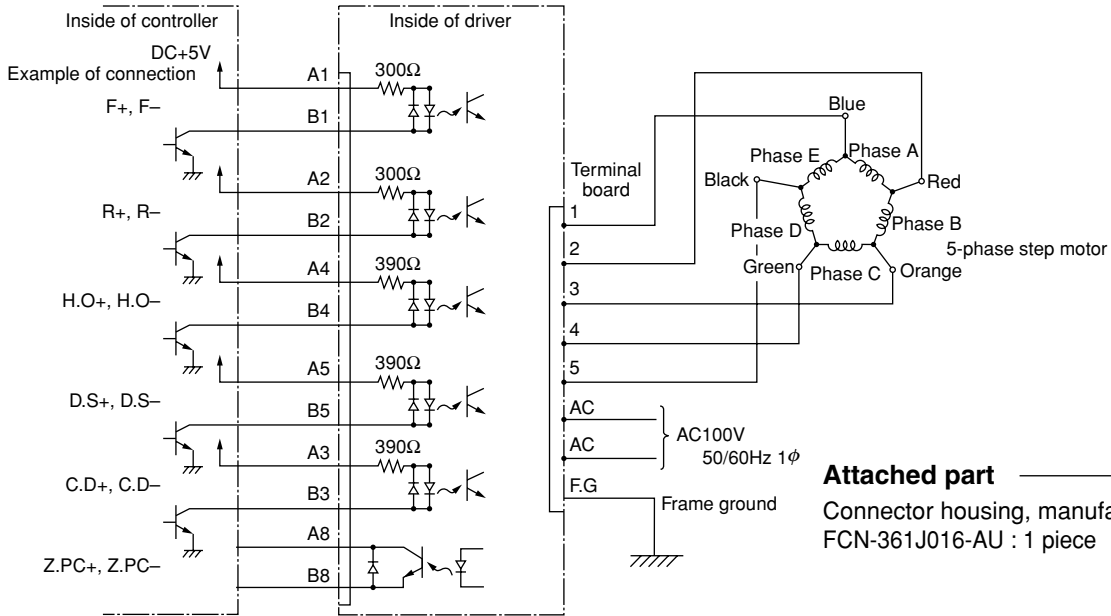 Inside of controller
Inside of driver
DC+5V
Example of connection
F+, F–
A1
300Ω
B1
R+, R–
A2
300Ω
B2
H.O+, H.O–
A4
390Ω
B4
D.S+, D.S–
A5
390Ω
B5
C.D+, C.D–
A3
390Ω
B3
Z.PC+, Z.PC–
A8
B8
Terminal
board
1
2
3
4
5
AC
AC
F.G
AC100V
50/60Hz 1ϕ
Frame ground
Blue
Phase E
Phase A
Black
Red
Phase D
Phase B
5-phase step motor
Green
Phase C
Orange
Attached part
Connector housing, manufa
FCN-361J016-AU : 1 piece